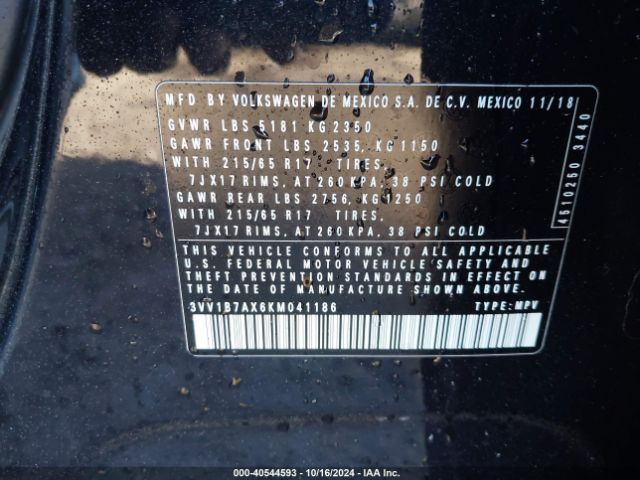 MFD BY VOLKSWAGEN DE MEXICO S.A. DE C.V. MEXICO 11/18
GVWR LBS 5181 KG 2350
GAWR FRONT LBS 2535, KG 1150
WITH 215/65 R17 TIRES,
7JX17 RIMS, AT 260 KPA, 38 PSI COLD
GAWR REAR LBS 2756, KG 1250
WITH 215/65 R17 TIRES,
7JX17 RIMS, AT 260 KPA, 38 PSI COLD
THIS VEHICLE CONFORMS TO ALL APPLICABLE
U.S. FEDERAL MOTOR VEHICLE SAFETY AND
THEFT PREVENTION STANDARDS IN EFFECT ON
THE DATE OF MANUFACTURE SHOWN ABOVE.
3VV1B7AX6KM041186 TYPE: MPV
4510250 3440
000-40544593 - 10/16/2024 - IAA Inc.